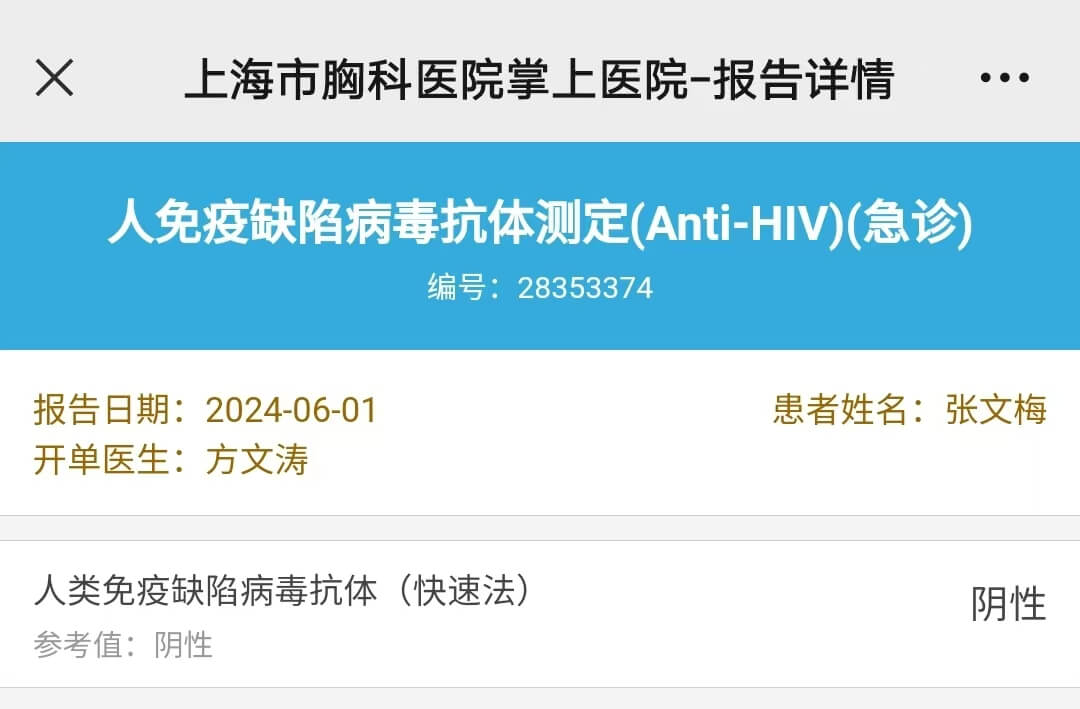 上海市胸科医院掌上医院-报告详情
人免疫缺陷病毒抗体测定(Anti-HIV)(急诊)
编号：28353374
报告日期：2024-06-01 患者姓名：张文梅
开单医生：方文涛
人类免疫缺陷病毒抗体（快速法） 阴性
参考值：阴性